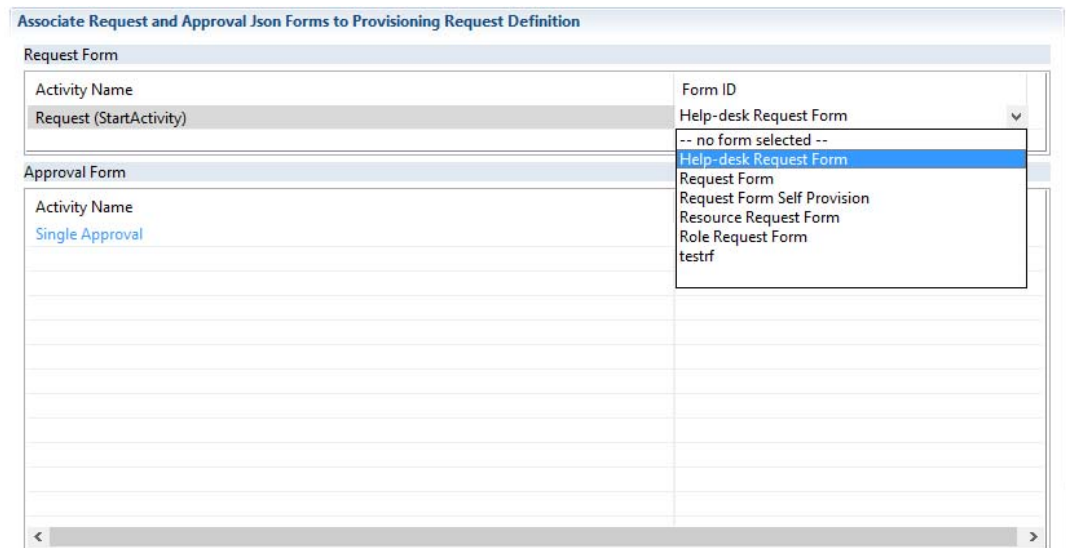 Associate Request and Approval Json Forms to Provisioning Request Definition
Request Form
Activity Name Form ID
Request (StartActivity) Help-desk Request Form
-- no form selected --
Help-desk Request Form
Request Form
Request Form Self Provision
Resource Request Form
Role Request Form
testrf
Approval Form
Activity Name
Single Approval